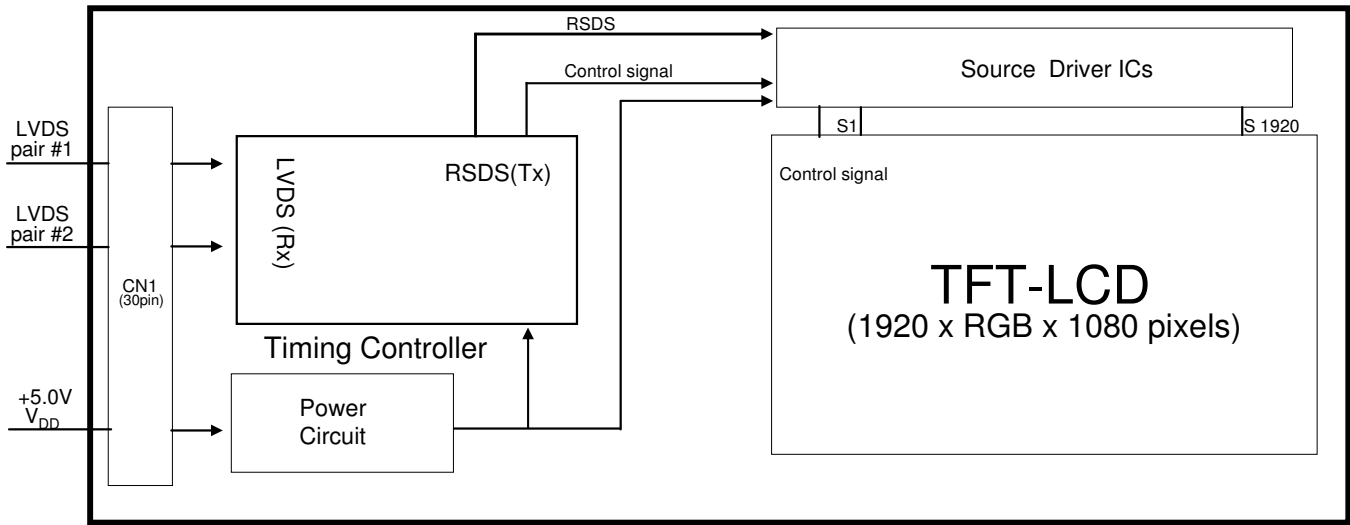 RSDS
Control signal
Source  Driver ICs
S1
S 1920
LVDS
pair #1
LVDS
pair #2
+5.0V
VDD
CN1
(30pin)
LVDS (Rx)
RSDS(Tx)
Timing Controller
Power
Circuit
Control signal
TFT-LCD
(1920 x RGB x 1080 pixels)